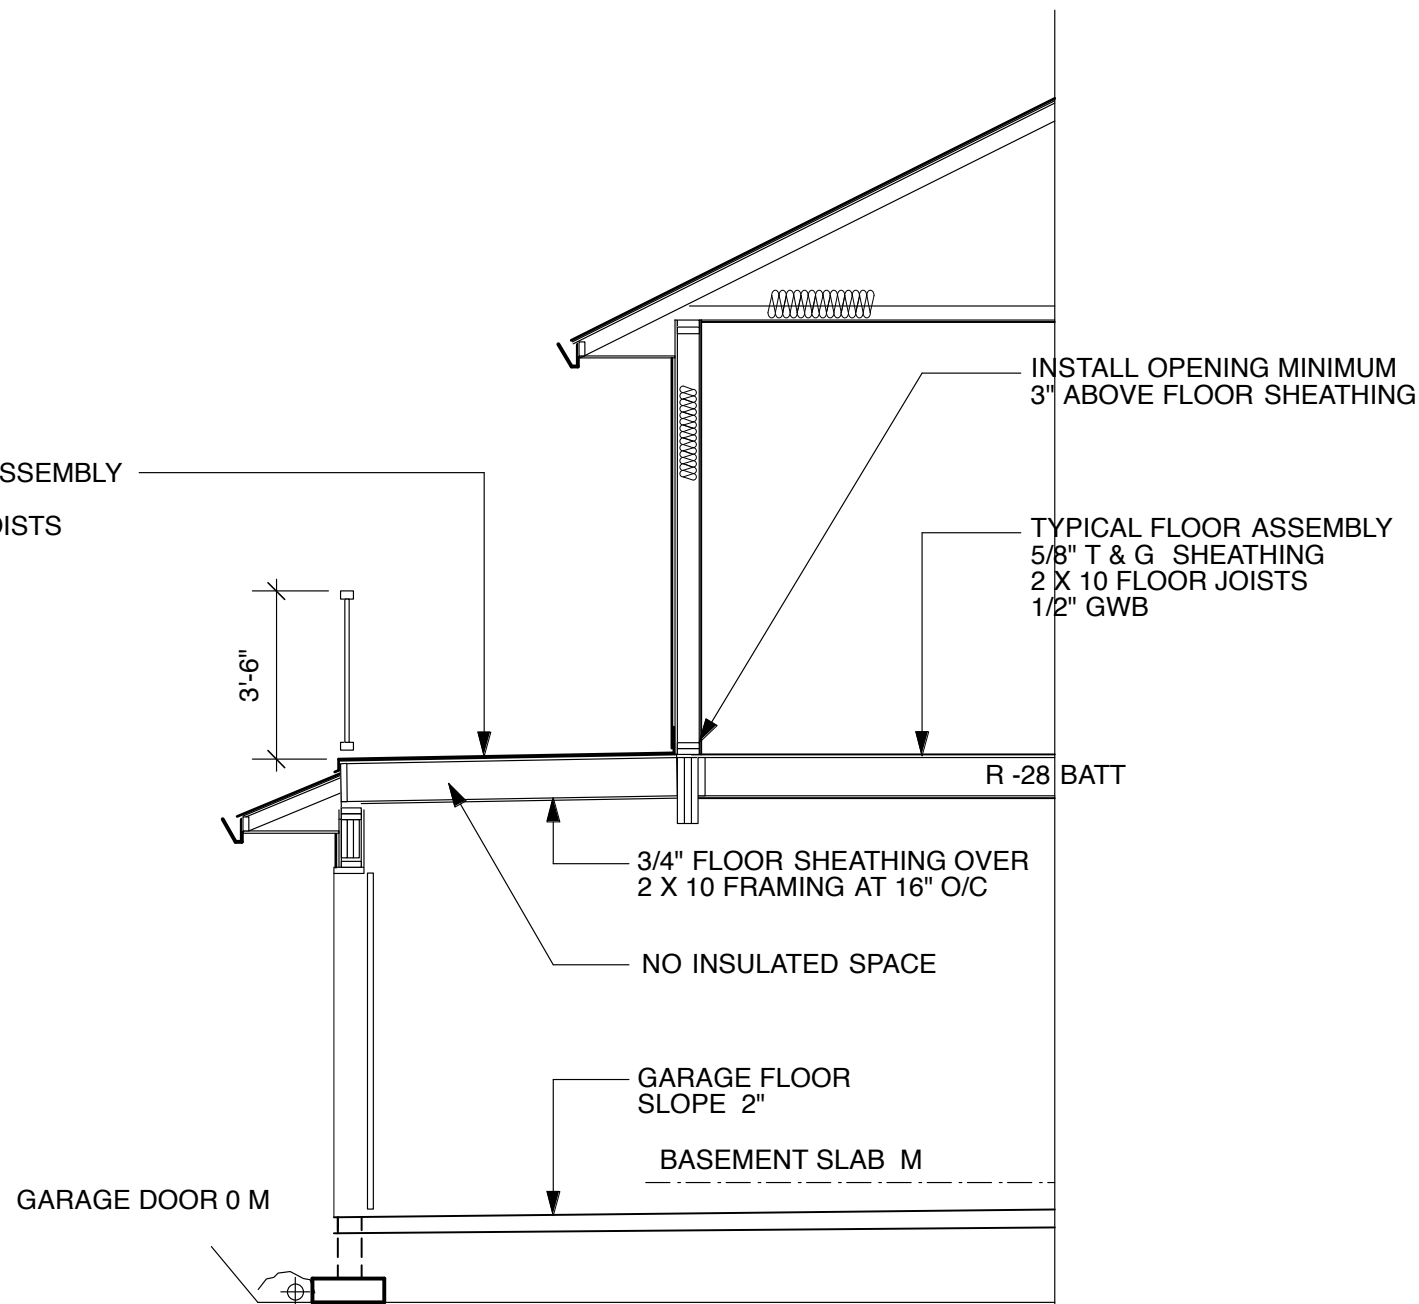 INSTALL OPENING MINIMUM
3" ABOVE FLOOR SHEATHING
SSEMBLY
OISTS
TYPICAL FLOOR ASSEMBLY
5/8" T & G SHEATHING
2 X 10 FLOOR JOISTS
1/2" GWB
3'-6"
R -28 BATT
3/4" FLOOR SHEATHING OVER
2 X 10 FRAMING AT 16" O/C
NO INSULATED SPACE
GARAGE FLOOR
SLOPE 2"
BASEMENT SLAB M
GARAGE DOOR 0 M